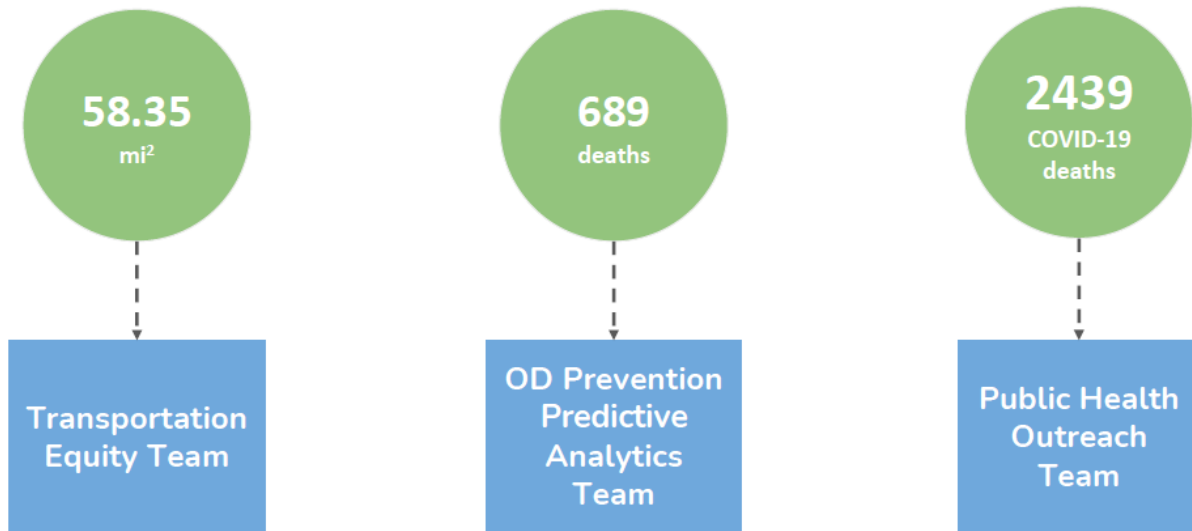 58.35
mi²
689
deaths
2439
COVID-19
deaths
Transportation
Equity Team
OD Prevention
Predictive
Analytics
Team
Public Health
Outreach
Team